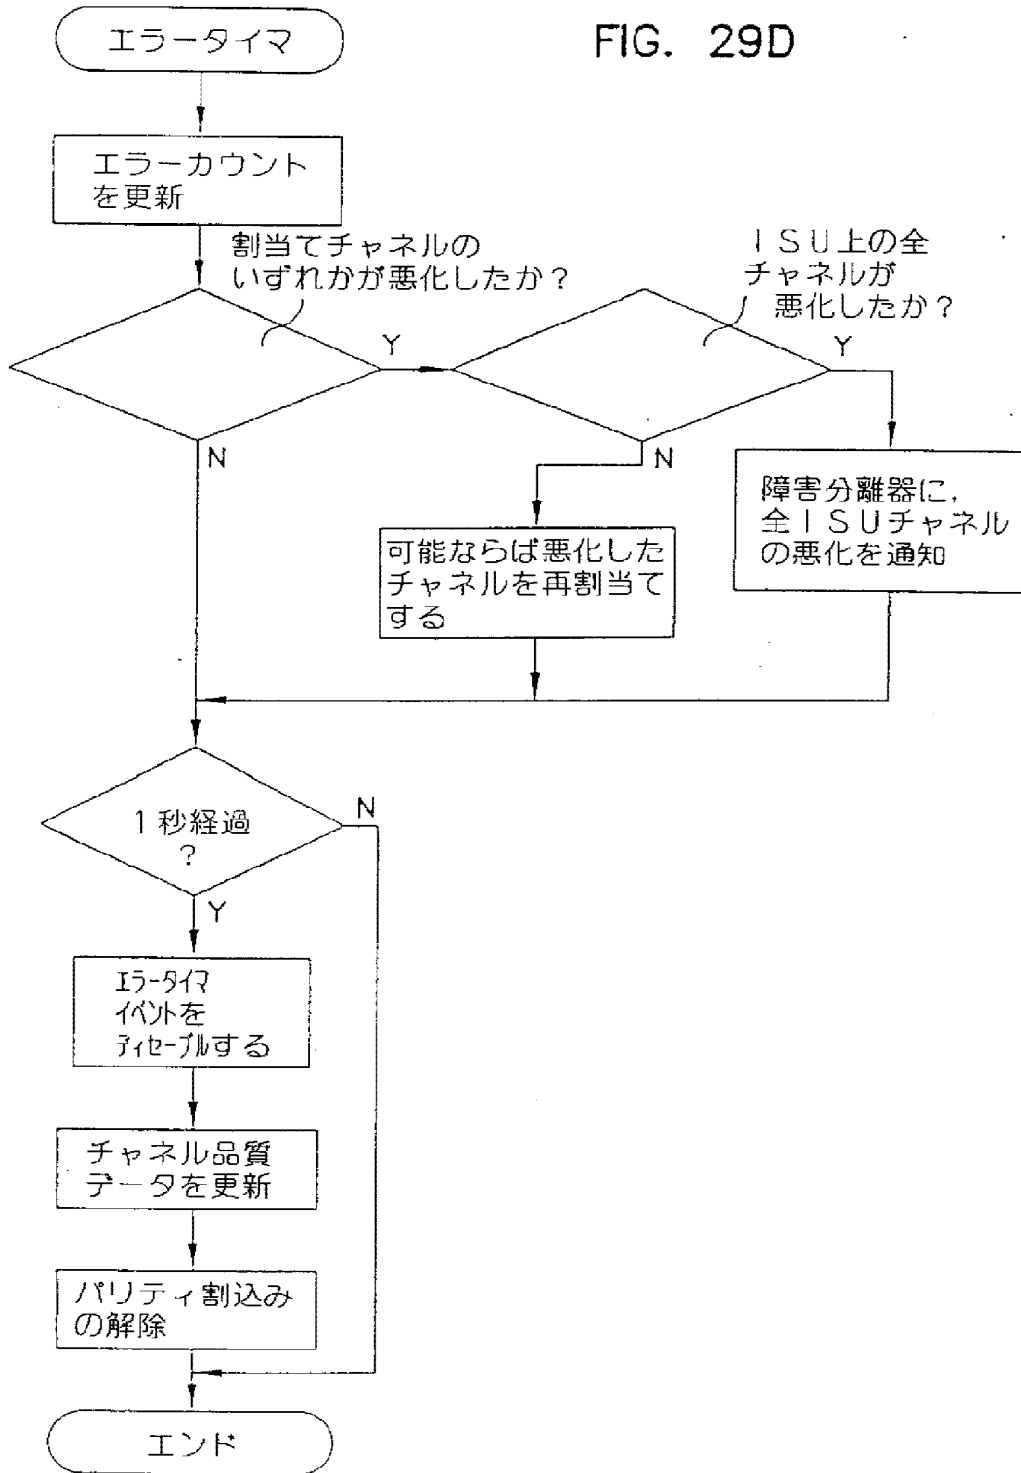 エラータイマ
FIG. 29D
エラーカウント
を更新
割当てチャネルの
いずれかが悪化したか？
ＩＳＵ上の全
チャネルが
悪化したか？
Y
Y
N
N
障害分離器に，
全ＩＳＵチャネル
の悪化を通知
可能ならば悪化した
チャネルを再割当て
する
１秒経過
？
N
Y
ｴﾗｰﾀｲﾏ
ｲﾍﾞﾝﾄを
ﾃﾞｨｾｰﾌﾞﾙする
チャネル品質
データを更新
パリティ割込み
の解除
エンド